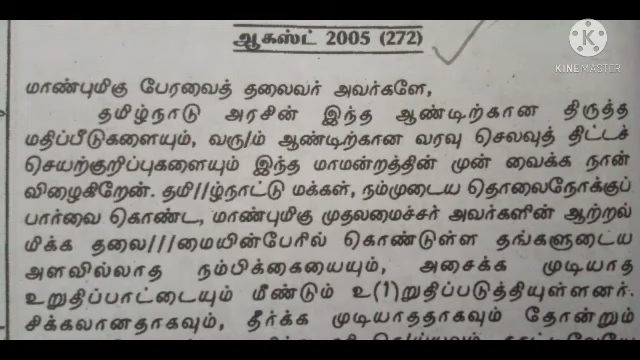 ஆகஸ்ட் 2005 (272)
K
KINEMASTER
மாண்புமிகு பேரவைத் தலைவர் அவர்களே,
தமிழ்நாடு அரசின் இந்த ஆண்டிற்கான திருத்த
மதிப்பீடுகளையும், வரு/ம் ஆண்டிற்கான வரவு செலவுத் திட்டச்
செயற்குறிப்புகளையும் இந்த மாமன்றத்தின் முன் வைக்க நான்
விழைகிறேன். தமி//ழ்நாட்டு மக்கள், நம்முடைய தொலைநோக்குப்
பார்வை கொண்ட, மாண்புமிகு முதலமைச்சர் அவர்களின் ஆற்றல்
மிக்க தலை///மையின்பேரில் கொண்டுள்ள தங்களுடைய
அளவில்லாத நம்பிக்கையையும், அசைக்க முடியாத
உறுதிப்பாட்டையும் மீண்டும் உ(1)றுதிப்படுத்தியுள்ளனர்.
சிக்கலானதாகவும், தீர்க்க முடியாததாகவும் தோன்றும்